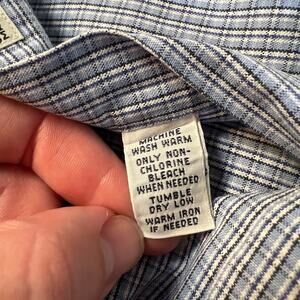 MACHINE
WASH WARM
ONLY NON-
CHLORINE
BLEACH
WHEN NEEDED
TUMBLE
DRY LOW
WARM IRON
IF NEEDED